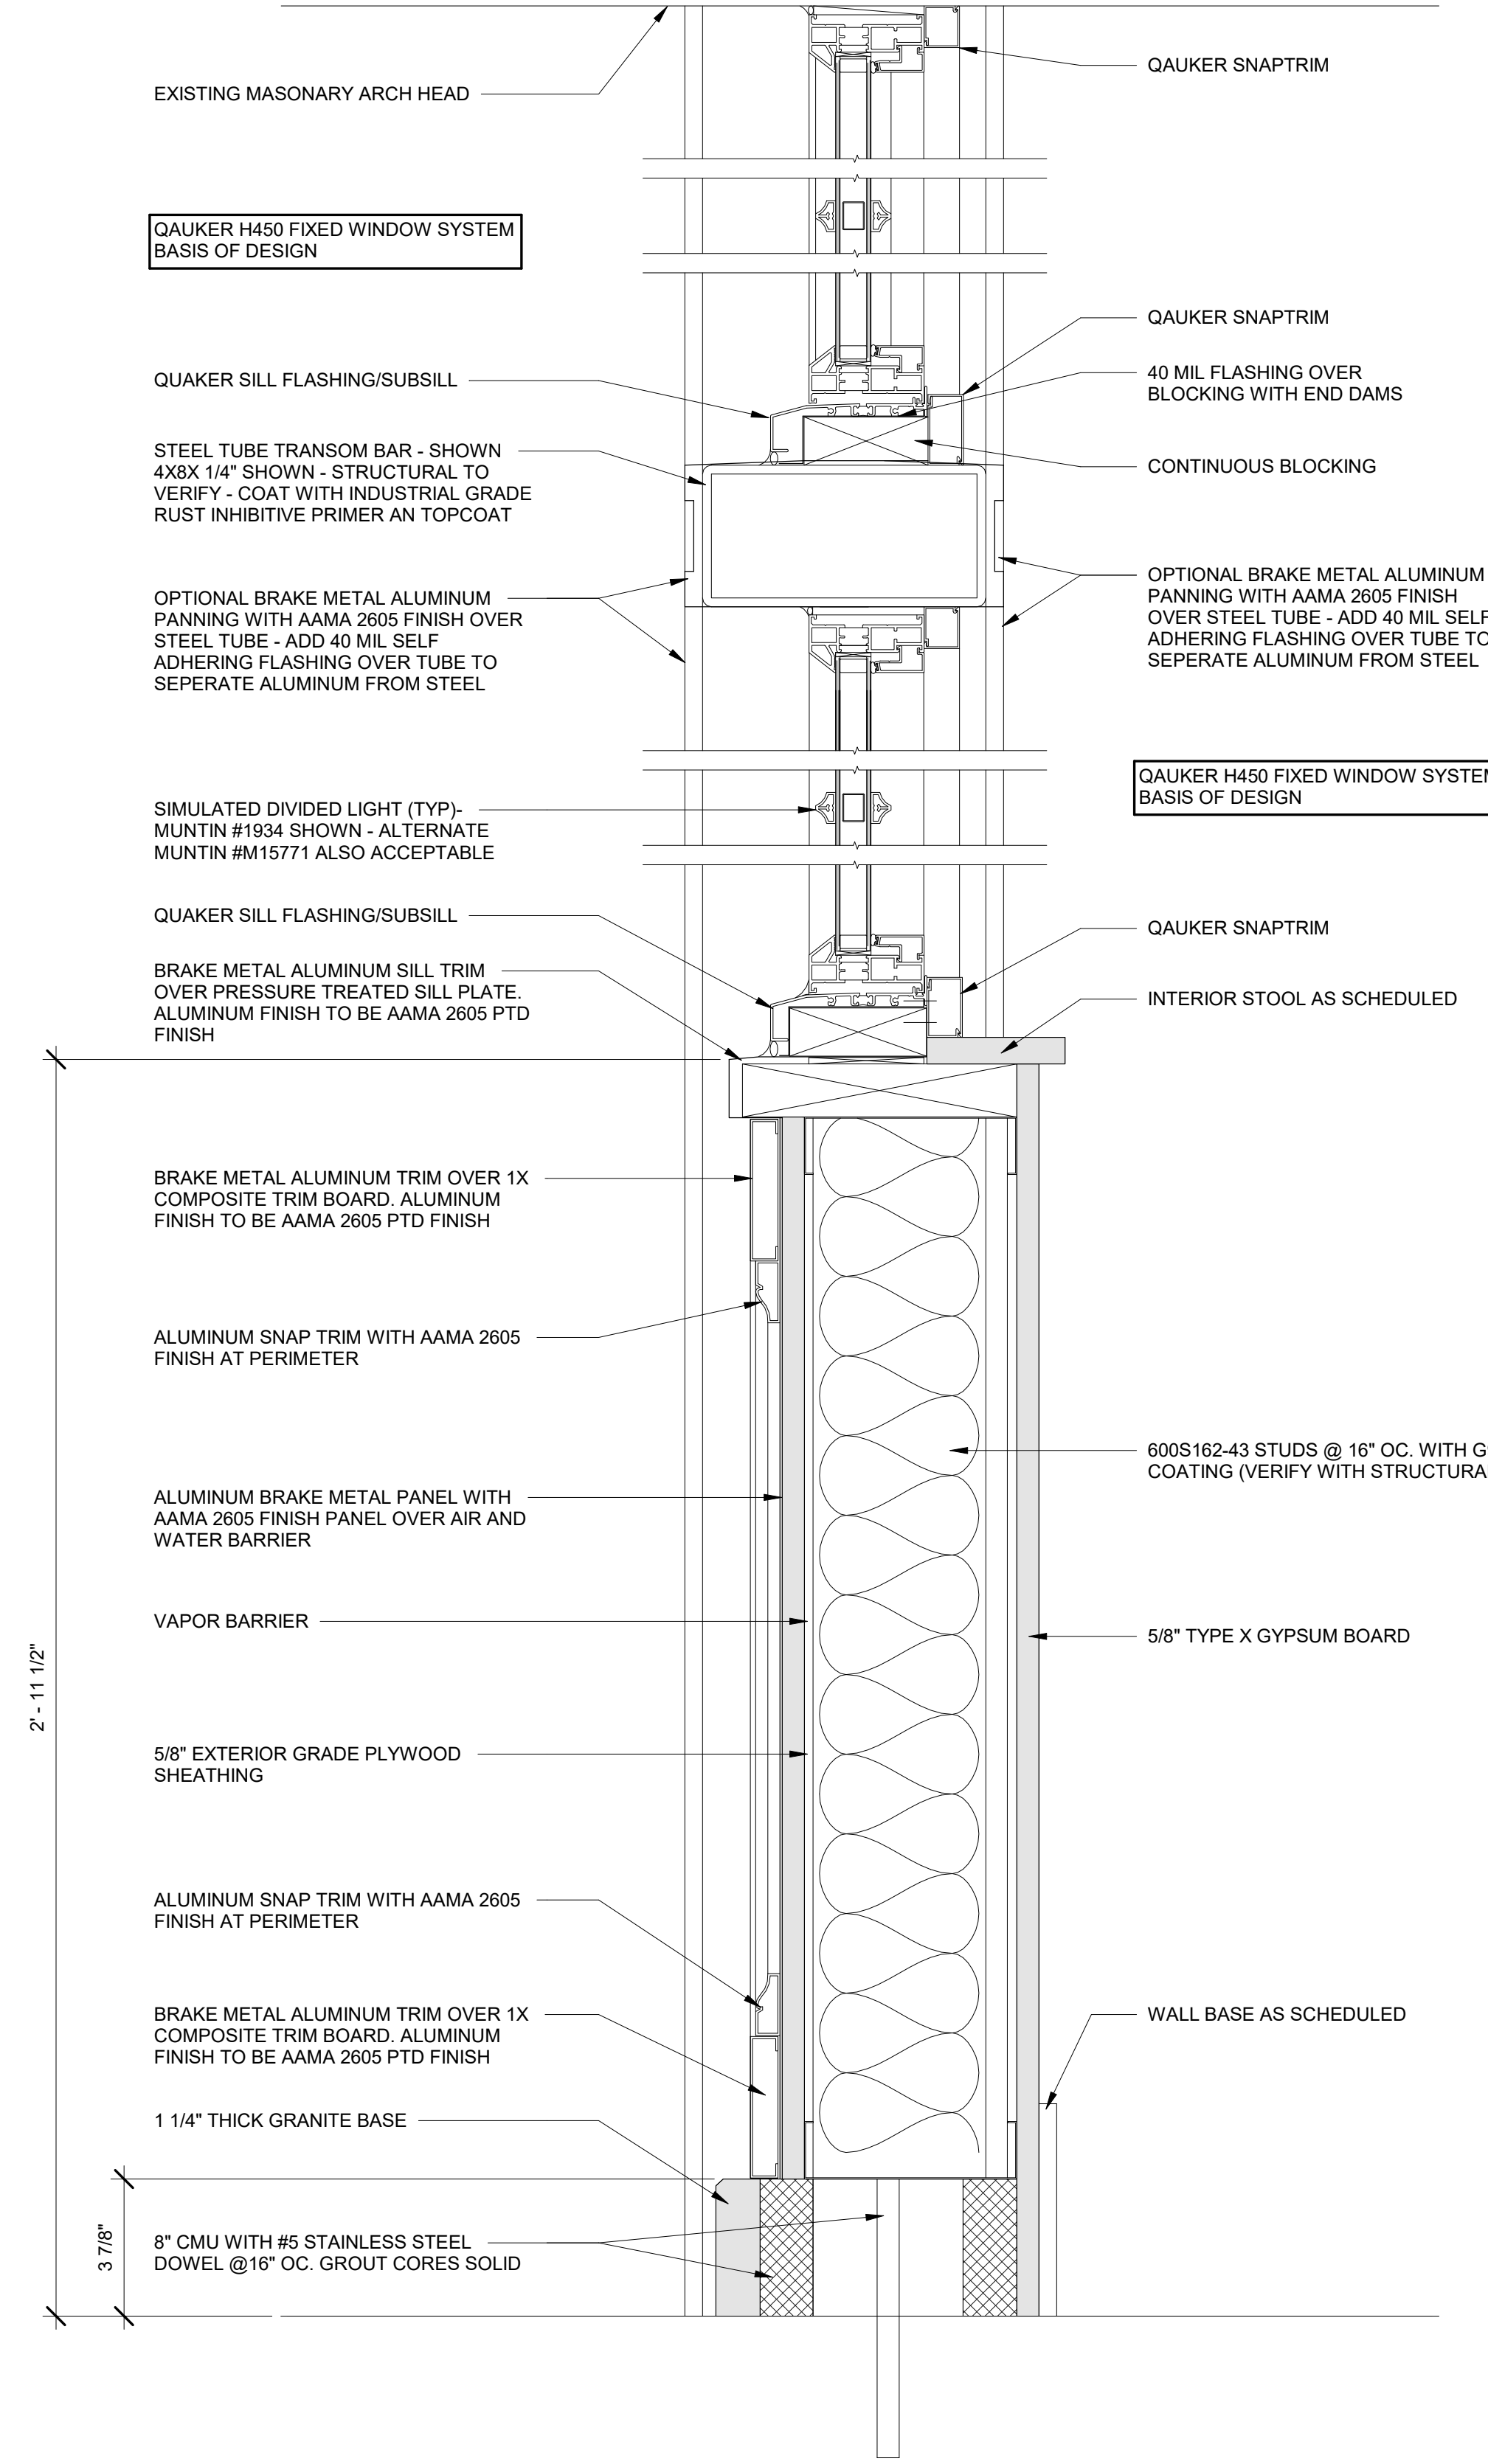 EXISTING MASONARY ARCH HEAD
QAUKER SNAPTRIM
QAUKER H450 FIXED WINDOW SYSTEM
BASIS OF DESIGN
QAUKER SNAPTRIM
QUAKER SILL FLASHING/SUBSILL
40 MIL FLASHING OVER
BLOCKING WITH END DAMS
STEEL TUBE TRANSOM BAR - SHOWN
4X8X 1/4" SHOWN - STRUCTURAL TO
VERIFY - COAT WITH INDUSTRIAL GRADE
RUST INHIBITIVE PRIMER AN TOPCOAT
CONTINUOUS BLOCKING
OPTIONAL BRAKE METAL ALUMINUM
PANNING WITH AAMA 2605 FINISH OVER
STEEL TUBE - ADD 40 MIL SELF
ADHERING FLASHING OVER TUBE TO
SEPERATE ALUMINUM FROM STEEL
OPTIONAL BRAKE METAL ALUMINUM
PANNING WITH AAMA 2605 FINISH
OVER STEEL TUBE - ADD 40 MIL SELF
ADHERING FLASHING OVER TUBE TO
SEPERATE ALUMINUM FROM STEEL
QAUKER H450 FIXED WINDOW SYSTEM
BASIS OF DESIGN
SIMULATED DIVIDED LIGHT (TYP)-
MUNTIN #1934 SHOWN - ALTERNATE
MUNTIN #M15771 ALSO ACCEPTABLE
QUAKER SILL FLASHING/SUBSILL
QAUKER SNAPTRIM
BRAKE METAL ALUMINUM SILL TRIM
OVER PRESSURE TREATED SILL PLATE.
ALUMINUM FINISH TO BE AAMA 2605 PTD
FINISH
INTERIOR STOOL AS SCHEDULED
BRAKE METAL ALUMINUM TRIM OVER 1X
COMPOSITE TRIM BOARD. ALUMINUM
FINISH TO BE AAMA 2605 PTD FINISH
ALUMINUM SNAP TRIM WITH AAMA 2605
FINISH AT PERIMETER
600S162-43 STUDS @ 16" OC. WITH G
COATING (VERIFY WITH STRUCTURA
ALUMINUM BRAKE METAL PANEL WITH
AAMA 2605 FINISH PANEL OVER AIR AND
WATER BARRIER
VAPOR BARRIER
5/8" TYPE X GYPSUM BOARD
2' - 11 1/2"
5/8" EXTERIOR GRADE PLYWOOD
SHEATHING
ALUMINUM SNAP TRIM WITH AAMA 2605
FINISH AT PERIMETER
BRAKE METAL ALUMINUM TRIM OVER 1X
COMPOSITE TRIM BOARD. ALUMINUM
FINISH TO BE AAMA 2605 PTD FINISH
WALL BASE AS SCHEDULED
1 1/4" THICK GRANITE BASE
3 7/8"
8" CMU WITH #5 STAINLESS STEEL
DOWEL @16" OC. GROUT CORES SOLID